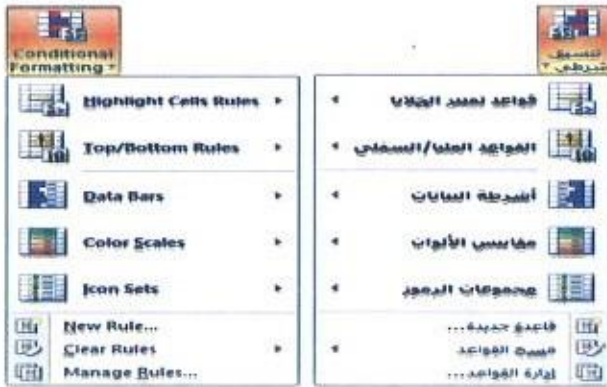 Conditional
Formatting
Highlight Cells Rules
Top/Bottom Rules
Data Bars
Color Scales
Icon Sets
New Rule...
Clear Rules
Manage Rules...
تنسيق
شرطي
قواعد تمييز الخلايا
القواعد العليا/السفلى
أشرطة البيانات
مقاييس الألوان
مجموعات الرموز
قاعدة جديدة...
مسح القواعد
إدارة القواعد...